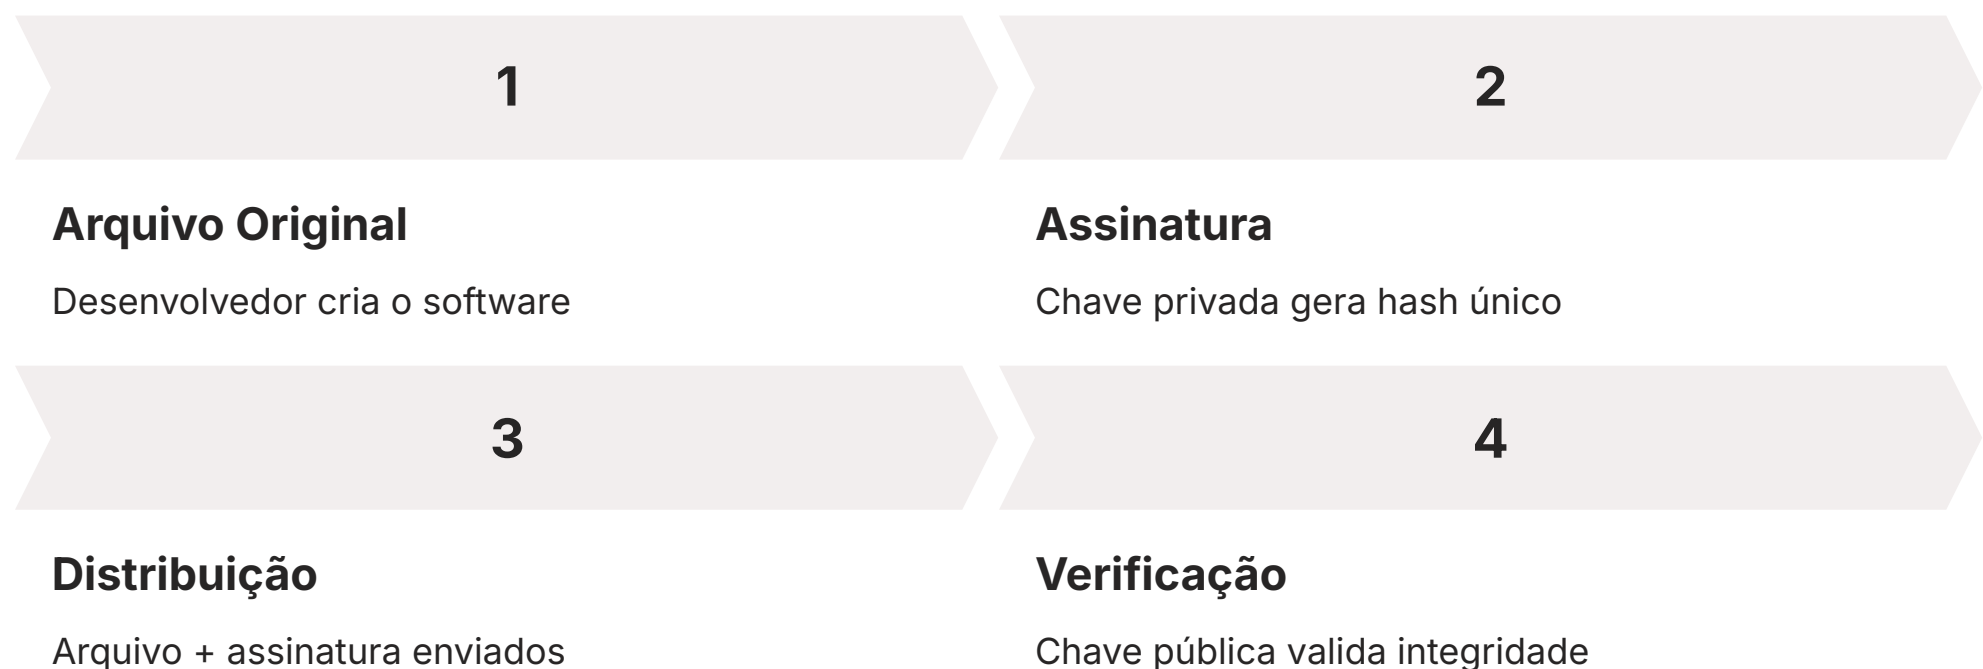 1
2
Arquivo Original
Desenvolvedor cria o software
Assinatura
Chave privada gera hash único
3
4
Distribuição
Arquivo + assinatura enviados
Verificação
Chave pública valida integridade